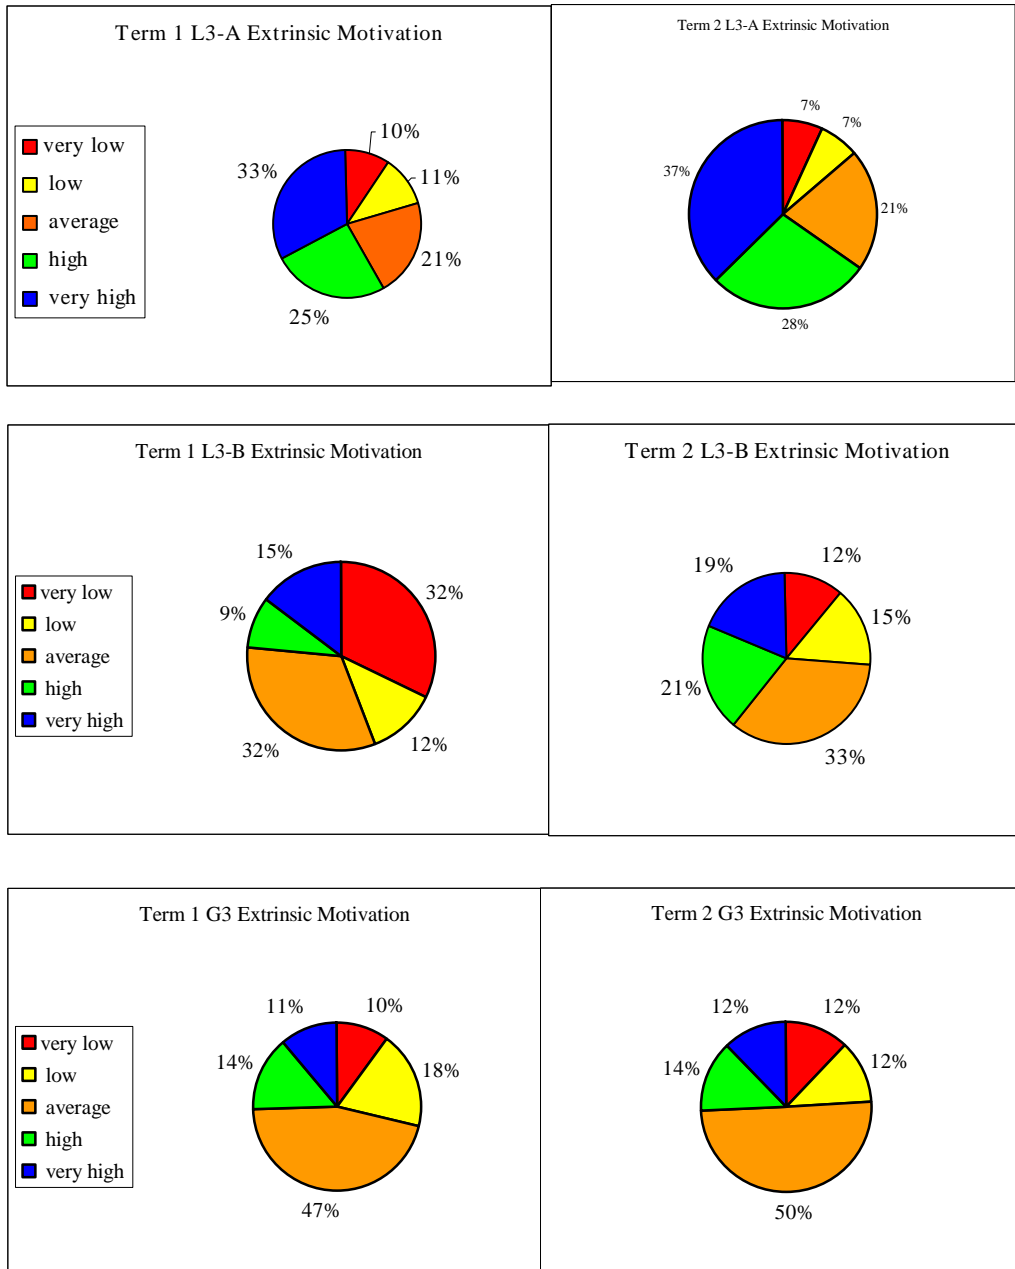 Term 1 L3-A Extrinsic Motivation
very low
low
average
high
very high
10%
11%
21%
25%
33%
Term 2 L3-A Extrinsic Motivation
7%
7%
21%
28%
37%
Term 1 L3-B Extrinsic Motivation
very low
low
average
high
very high
32%
12%
32%
9%
15%
Term 2 L3-B Extrinsic Motivation
12%
15%
33%
21%
19%
Term 1 G3 Extrinsic Motivation
very low
low
average
high
very high
10%
18%
47%
14%
11%
Term 2 G3 Extrinsic Motivation
12%
12%
50%
14%
12%